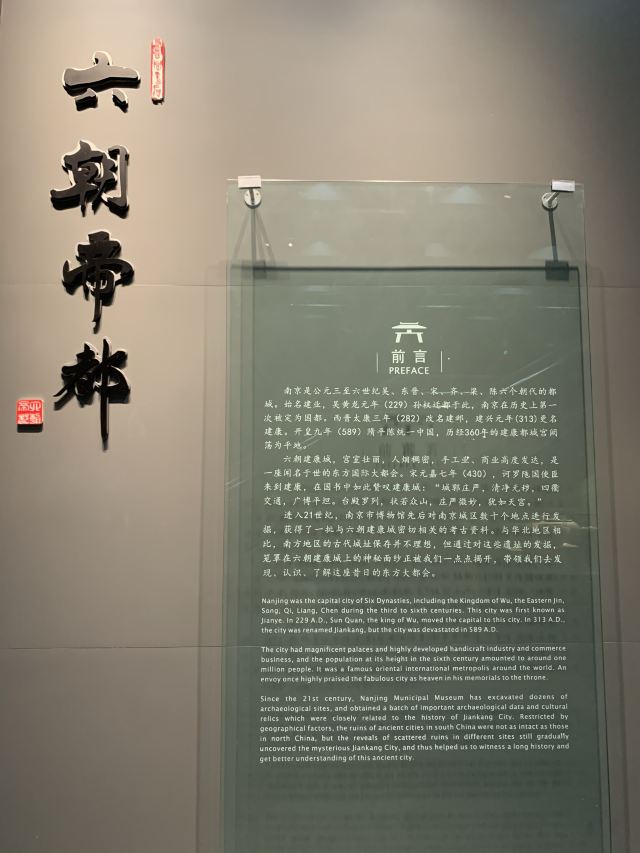 六朝帝都
前言
PREFACE
南京是公元三至六世纪吴、东晋、宋、齐、梁、陈六个朝代的都
城。始名建业，吴黄龙元年（229）孙权迁都于此，南京在历史上第一
次被定为国都。西晋太康三年（282）改名建邺，建兴元年(313)更名
建康。开皇九年（589）隋平陈统一中国，历经360年的建康都城宫阙
荡为平地。
六朝建康城，宫室壮丽，人烟稠密，手工业、商业高度发达，是
一座闻名于世的东方国际大都会。宋元嘉七年（430），诃罗陁国使臣
来到建康，在国书中如此赞叹建康城：“城郭庄严，清净无秽，四衢
交通，广博平坦。台殿罗列，状若众山，庄严微妙，犹如天宫。”
进入21世纪，南京市博物馆先后对南京城区数十个地点进行发
掘，获得了一批与六朝建康城密切相关的考古资料。与华北地区相
比，南方地区的古代城址保存并不理想，但通过对这些遗址的发掘，
笼罩在六朝建康城上的神秘面纱正被我们一点点揭开，带领我们去发
现、认识、了解这座昔日的东方大都会。
Nanjing was the capital city of Six Dynasties, including the Kingdom of Wu, the Eastern Jin,
Song, Qi, Liang, Chen during the third to sixth centuries. This city was first known as
Jianye. In 229 A.D., Sun Quan, the king of Wu, moved the capital to this city. In 313 A.D.,
the city was renamed Jiankang, but the city was devastated in 589 A.D.
The city had magnificent palaces and highly developed handicraft industry and commerce
business, and the population at its height in the sixth century amounted to around one
million people. It was a famous oriental international metropolis around the world. An
envoy once highly praised the fabulous city as heaven in his memorials to the throne.
Since the 21st century, Nanjing Municipal Museum has excavated dozens of
archaeological sites, and obtained a batch of important archaeological data and cultural
relics which were closely related to the history of Jiankang City. Restricted by
geographical factors, the ruins of ancient cities in south China were not as intact as those
in north China, but the reveals of scattered ruins in different sites still gradually
uncovered the mysterious Jiankang City, and thus helped us to witness a long history and
get better understanding of this ancient city.